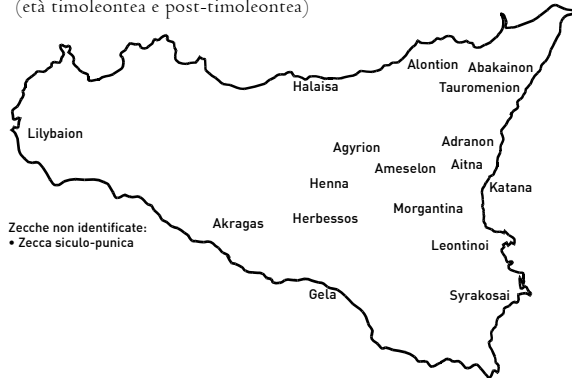 (età timoleontea e post-timoleontea)
Alontion
Abakainon
Halaisa
Tauromenion
Lilybaion
Agyrion
Adranon
Ameselon
Aitna
Henna
Katana
Morgantina
Akragas
Herbessos
Zecche non identificate:
• Zecca siculo-punica
Leontinoi
Gela
Syrakosai